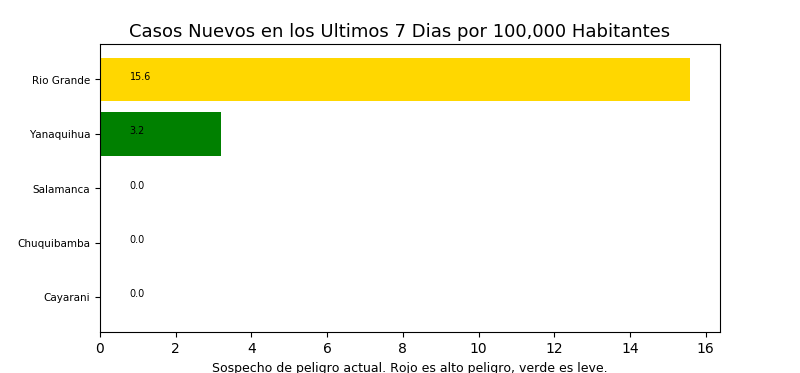 Casos Nuevos en los Ultimos 7 Dias por 100,000 Habitantes
Rio Grande 15.6
Yanaquihua 3.2
Salamanca 0.0
Chuquibamba 0.0
Cayarani 0.0
0 2 4 6 8 10 12 14 16
Sospecho de peligro actual. Rojo es alto peligro, verde es leve.